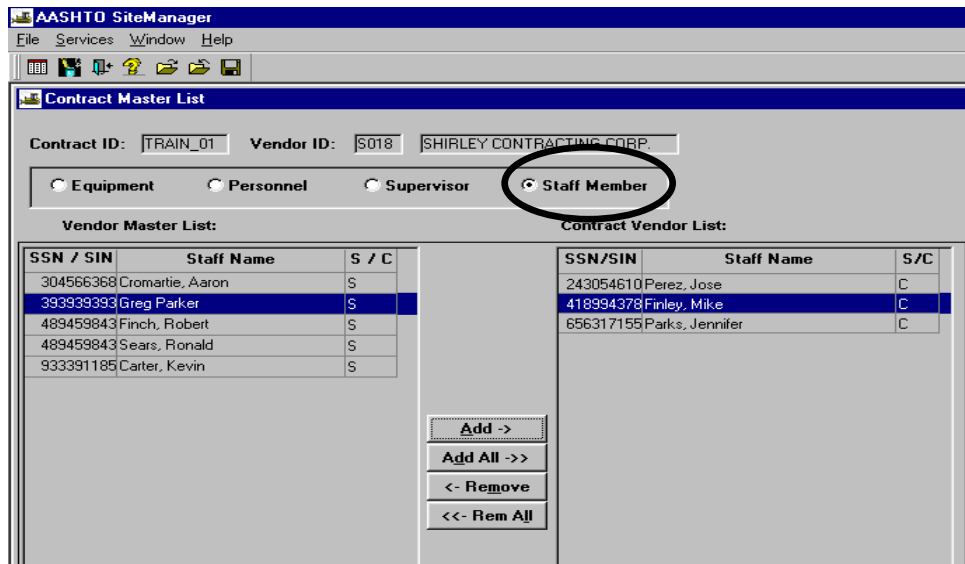 AASHTO SiteManager
File Services Window Help
Contract Master List
Contract ID: TRAIN_01 Vendor ID: S018 SHIRLEY CONTRACTING CORP.
Equipment Personnel Supervisor Staff Member
Vendor Master List: Contract Vendor List:
SSN / SIN Staff Name S / C SSN/SIN Staff Name S/C
304566368 Cromartie, Aaron S 243054610 Perez, Jose C
393939393 Greg Parker S 418994378 Finley, Mike C
489459843 Finch, Robert S 656317155 Parks, Jennifer C
489459843 Sears, Ronald S
933391185 Carter, Kevin S
Add ->
Add All ->>
<- Remove
<<- Rem All